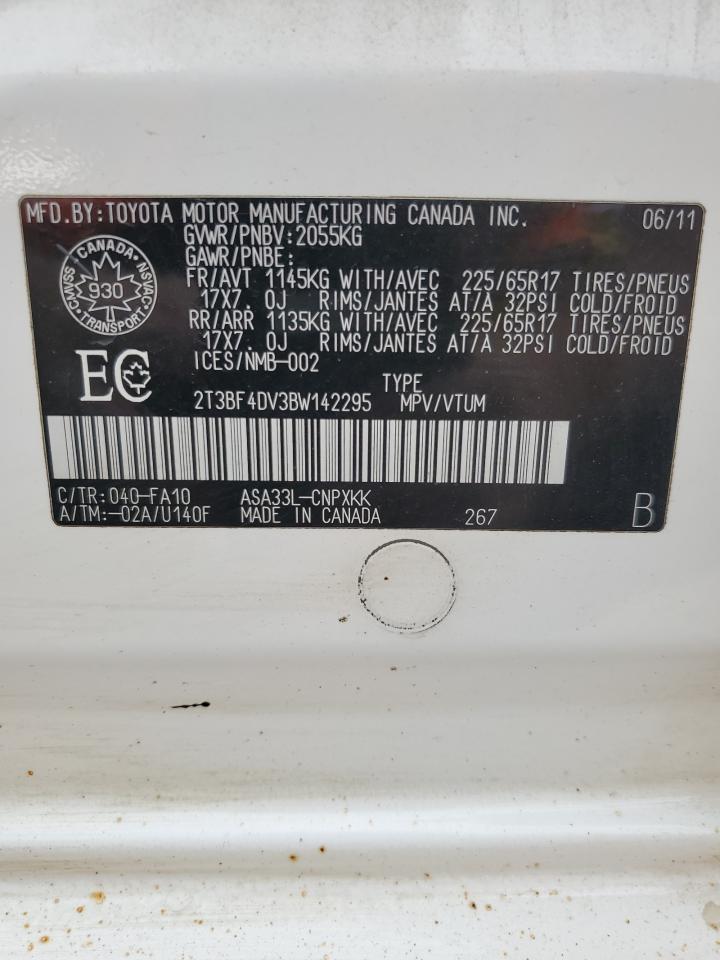 MFD.BY:TOYOTA MOTOR MANUFACTURING CANADA INC. 06/11
GVWR/PNBV:2055KG
GAWR/PNBE:
FR/AVT 1145KG WITH/AVEC 225/65R17 TIRES/PNEUS
17X7. 0J RIMS/JANTES AT/A 32PSI COLD/FROID
RR/ARR 1135KG WITH/AVEC 225/65R17 TIRES/PNEUS
17X7. 0J RIMS/JANTES AT/A 32PSI COLD/FROID
ICES/NMB-002
CANADA
CMVSS
930
NSVAC
TRANSPORT
EC
TYPE
2T3BF4DV3BW142295 MPV/VTUM
C/TR:040-FA10 ASA33L-CNPXKK
A/TM:-02A/U140F MADE IN CANADA 267 B